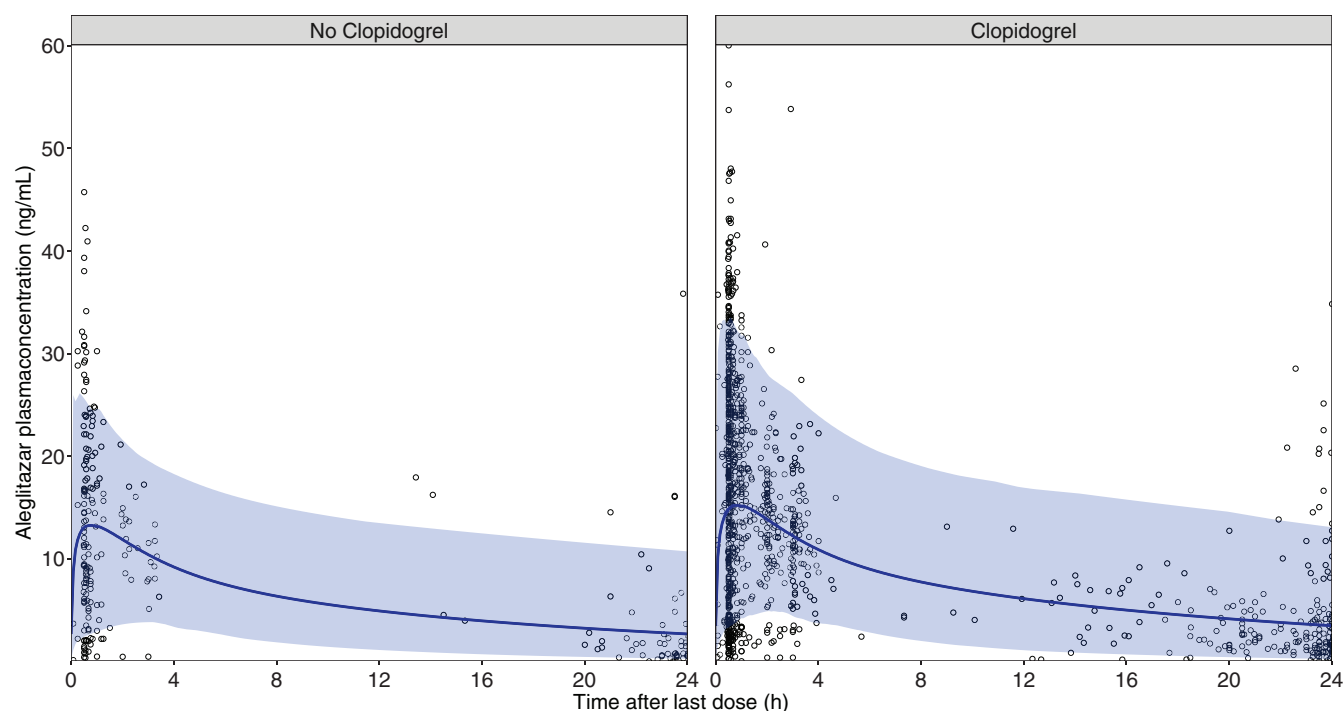 No Clopidogrel
Clopidogrel
Aleglitazar plasmaconcentration (ng/mL)
60
50
40
30
20
10
0 4 8 12 16 20 24
0 4 8 12 16 20 24
Time after last dose (h)